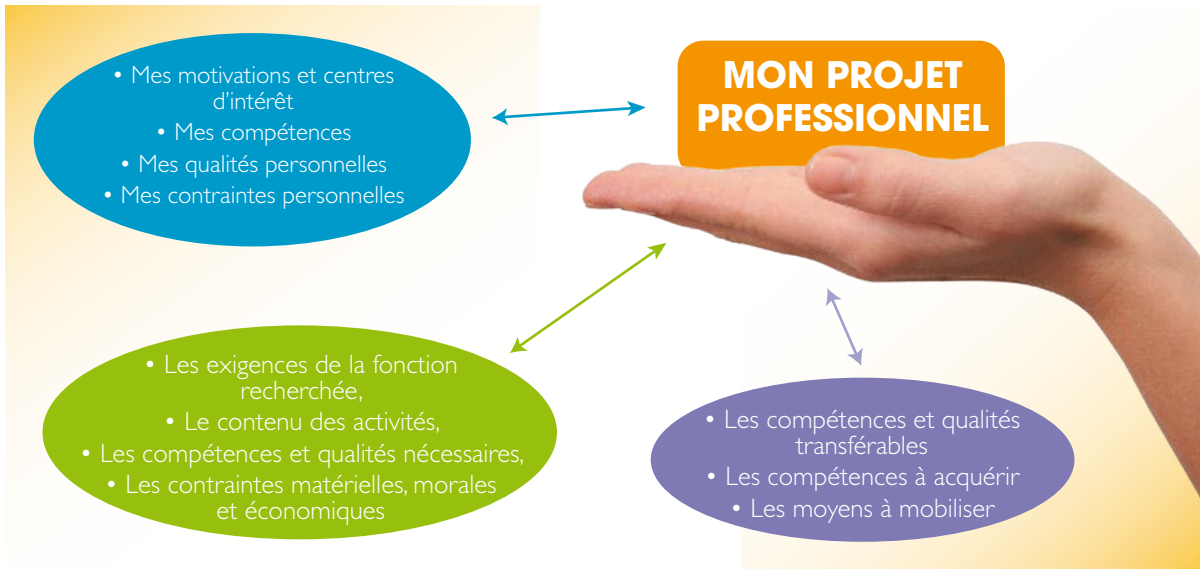 • Mes motivations et centres
d'intérêt
• Mes compétences
• Mes qualités personnelles
• Mes contraintes personnelles
MON PROJET
PROFESSIONNEL
• Les exigences de la fonction
recherchée,
• Le contenu des activités,
• Les compétences et qualités nécessaires,
• Les contraintes matérielles, morales
et économiques
• Les compétences et qualités
transférables
• Les compétences à acquérir
• Les moyens à mobiliser